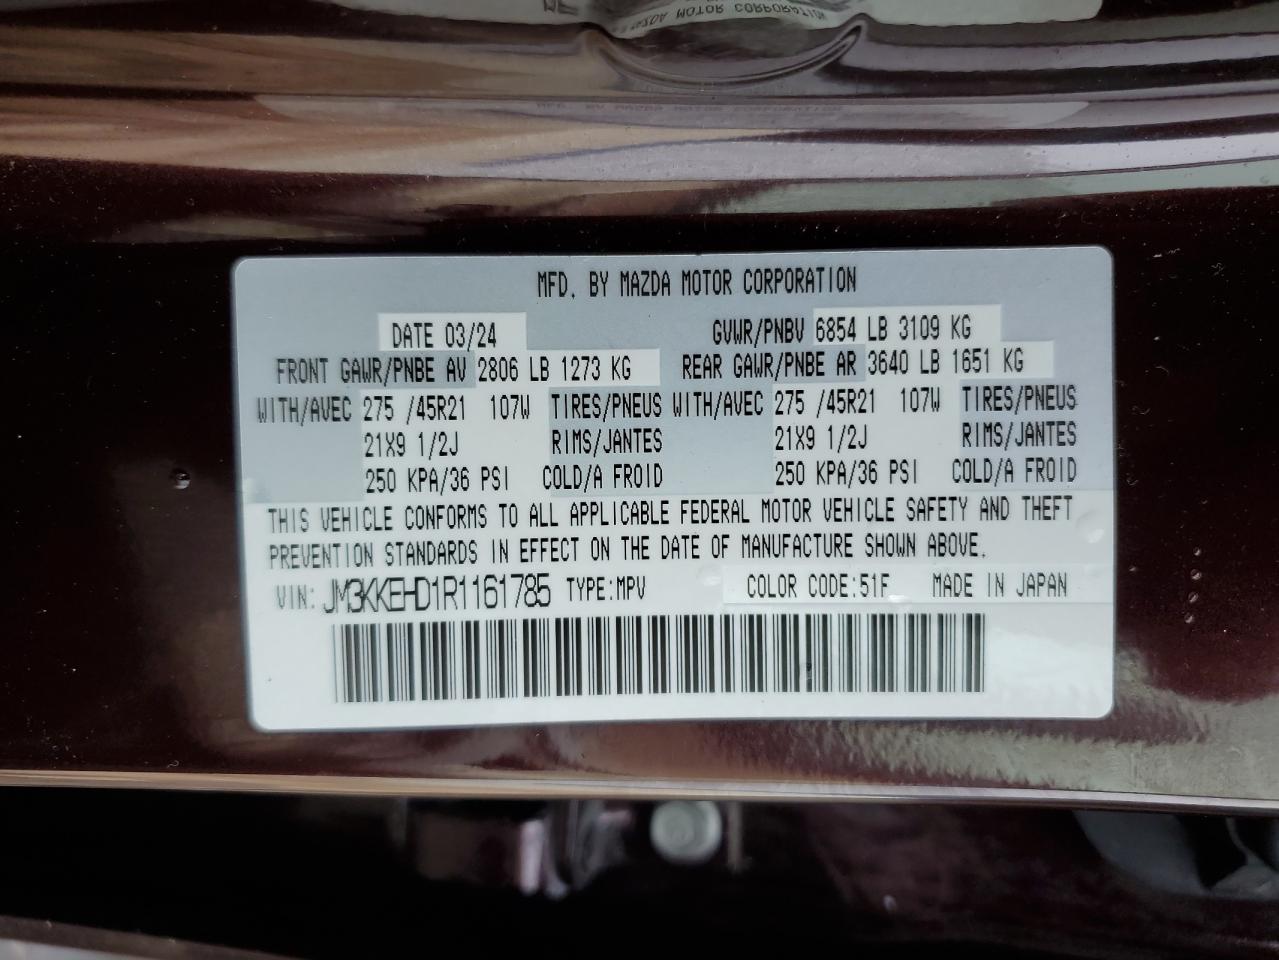 MAZDA MOTOR CORPORATION
MFD. BY MAZDA MOTOR CORPORATION
DATE 03/24 GVWR/PNBV 6854 LB 3109 KG
FRONT GAWR/PNBE AV 2806 LB 1273 KG REAR GAWR/PNBE AR 3640 LB 1651 KG
WITH/AVEC 275 /45R21 107W TIRES/PNEUS WITH/AVEC 275 /45R21 107W TIRES/PNEUS
21X9 1/2J RIMS/JANTES 21X9 1/2J RIMS/JANTES
250 KPA/36 PSI COLD/A FROID 250 KPA/36 PSI COLD/A FROID
THIS VEHICLE CONFORMS TO ALL APPLICABLE FEDERAL MOTOR VEHICLE SAFETY AND THEFT
PREVENTION STANDARDS IN EFFECT ON THE DATE OF MANUFACTURE SHOWN ABOVE.
VIN: JM3KKEHD1R1161785 TYPE:MPV COLOR CODE:51F MADE IN JAPAN